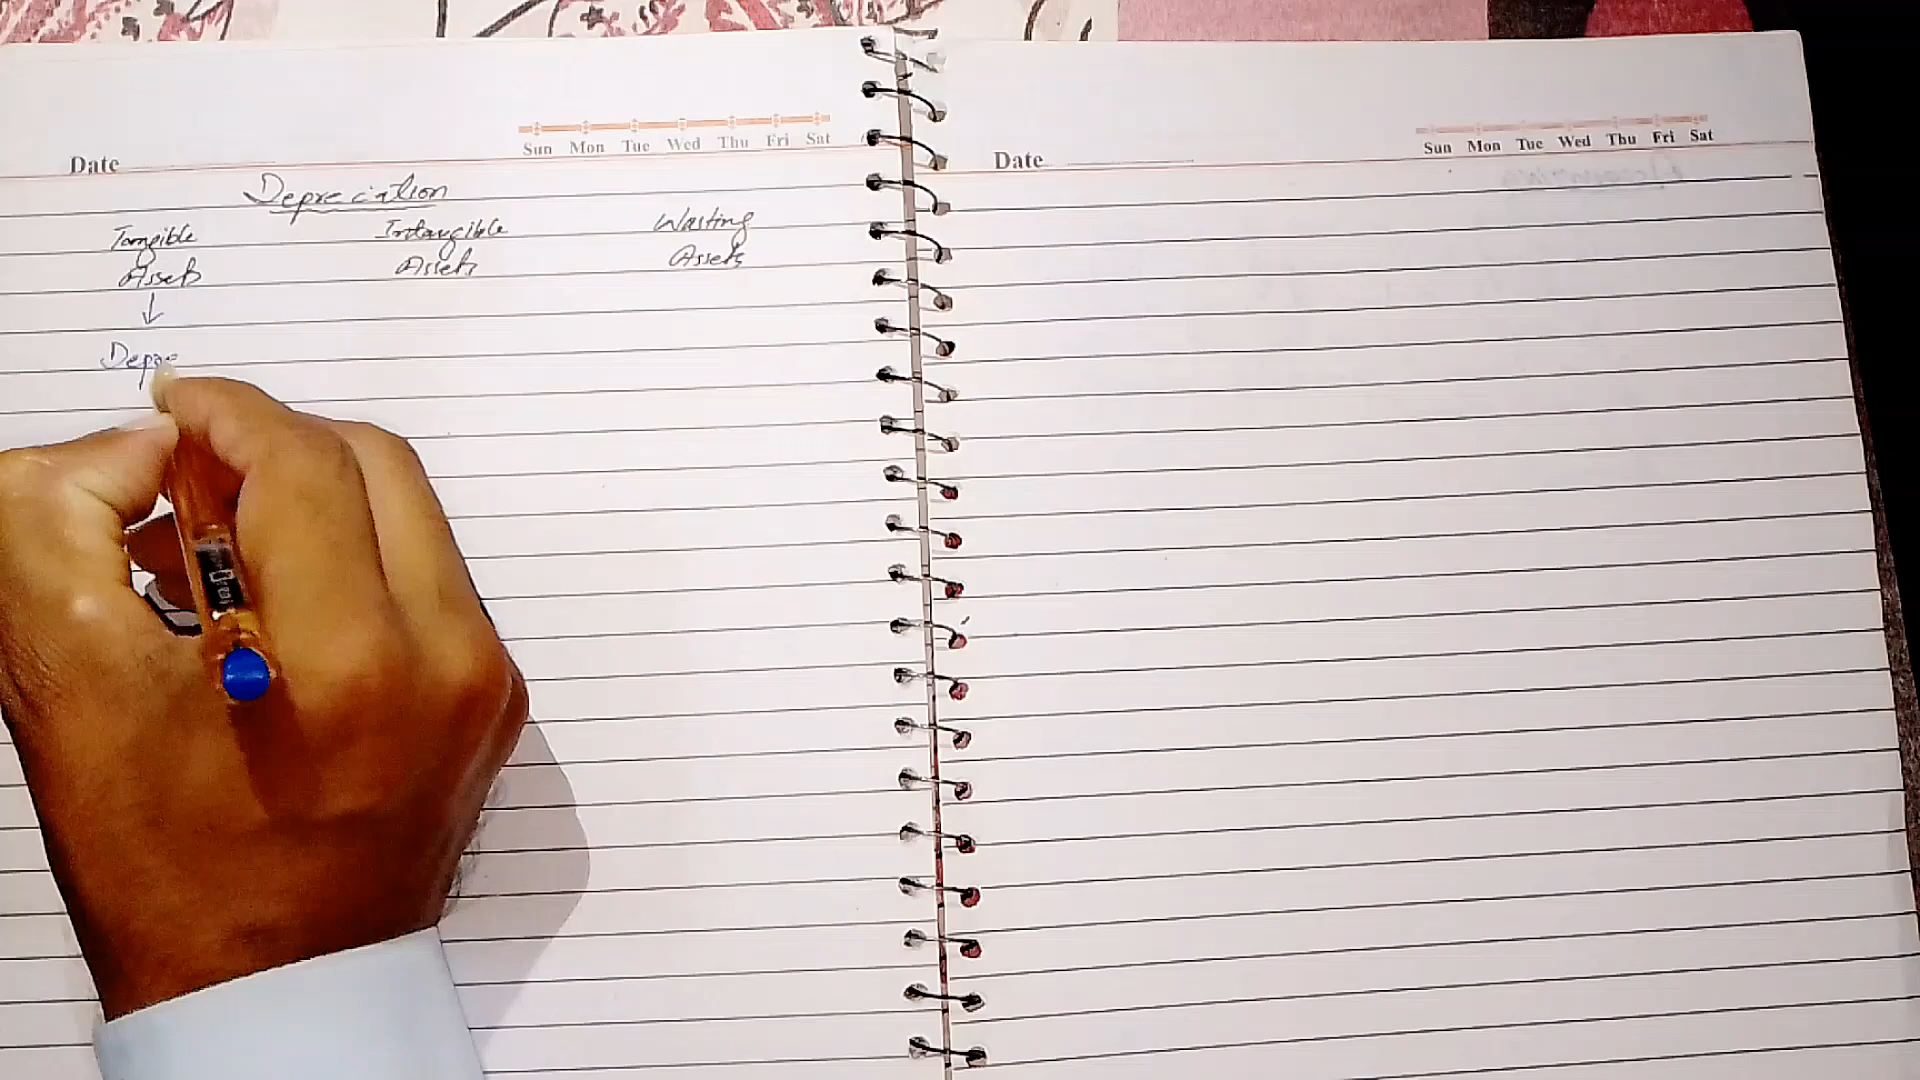 Sun Mon Tue Wed Thu Fri Sat
Date
Depreciation
Tangible Intangible Wasting
Assets Assets Assets
Depre
Sun Mon Tue Wed Thu Fri Sat
Date